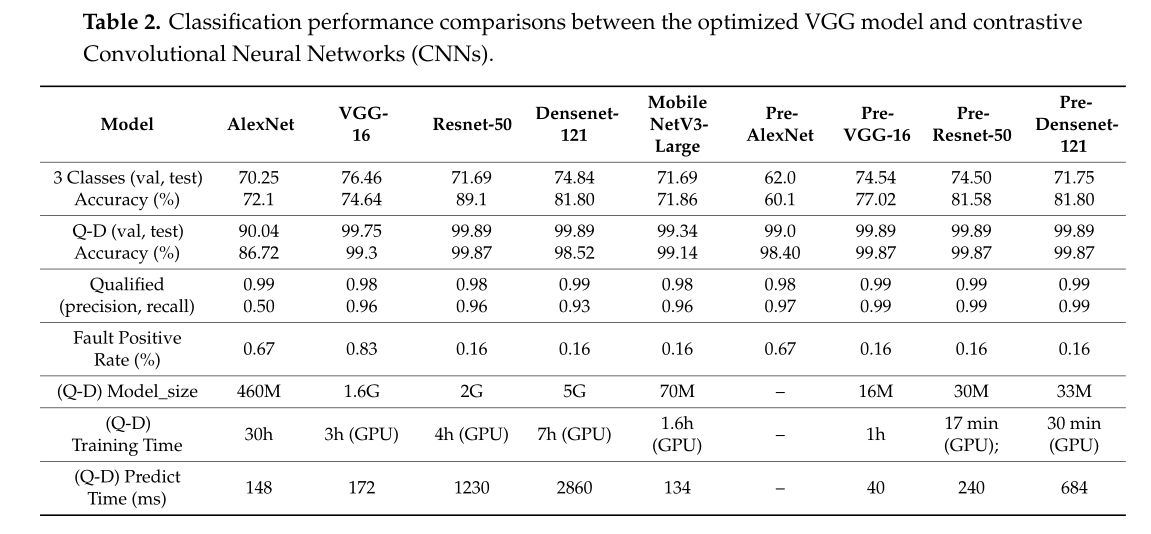 Table 2. Classification performance comparisons between the optimized VGG model and contrastive
Convolutional Neural Networks (CNNs).
Model AlexNet VGG-16 Resnet-50 Densenet-121 Mobile NetV3-Large Pre-AlexNet Pre-VGG-16 Pre-Resnet-50 Pre-Densenet-121
3 Classes (val, test) 70.25 76.46 71.69 74.84 71.69 62.0 74.54 74.50 71.75
Accuracy (%) 72.1 74.64 89.1 81.80 71.86 60.1 77.02 81.58 81.80
Q-D (val, test) 90.04 99.75 99.89 99.89 99.34 99.0 99.89 99.89 99.89
Accuracy (%) 86.72 99.3 99.87 98.52 99.14 98.40 99.87 99.87 99.87
Qualified 0.99 0.98 0.98 0.99 0.98 0.98 0.99 0.99 0.99
(precision, recall) 0.50 0.96 0.96 0.93 0.96 0.97 0.99 0.99 0.99
Fault Positive
Rate (%) 0.67 0.83 0.16 0.16 0.16 0.67 0.16 0.16 0.16
(Q-D) Model_size 460M 1.6G 2G 5G 70M – 16M 30M 33M
(Q-D)
Training Time 30h 3h (GPU) 4h (GPU) 7h (GPU) 1.6h (GPU) – 1h 17 min (GPU); 30 min (GPU)
(Q-D) Predict
Time (ms) 148 172 1230 2860 134 – 40 240 684